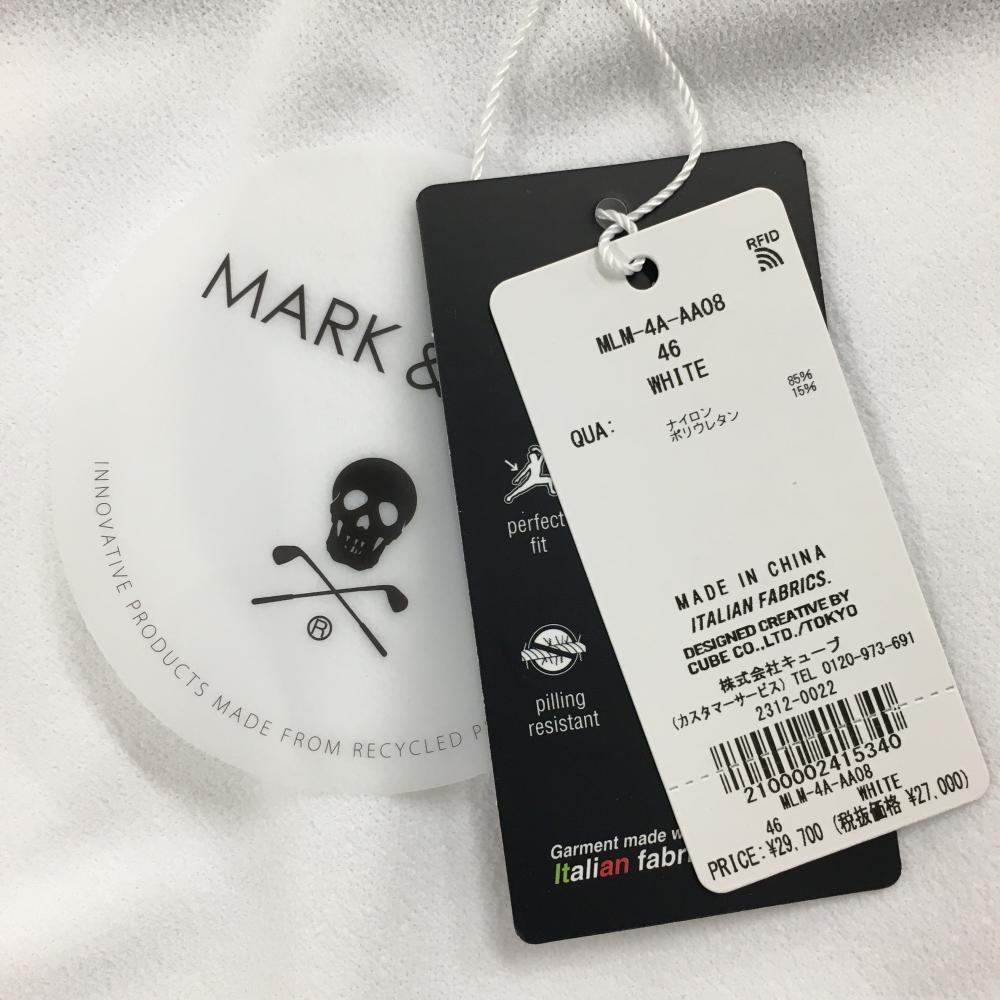 MARK &
®
INNOVATIVE PRODUCTS MADE FROM RECYCLED P
perfect
fit
pilling
resistant
Garment made w
Italian fabri
RFID
MLM-4A-AA08
46
WHITE
QUA: ナイロン 85%
ポリウレタン 15%
MADE IN CHINA
ITALIAN FABRICS.
DESIGNED CREATIVE BY
CUBE CO.,LTD./TOKYO
株式会社キューブ
(カスタマーサービス) TEL 0120-973-691
2312-0022
2100002415340
MLM-4A-AA08
46 WHITE
PRICE:¥29,700 (税抜価格 ¥27,000)